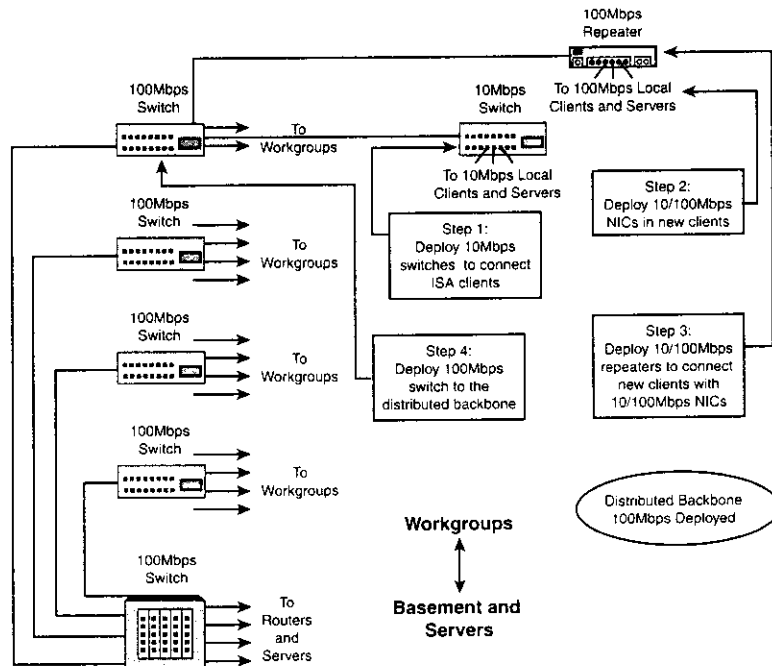 100Mbps
Repeater
To 100Mbps Local
Clients and Servers
100Mbps
Switch
To
Workgroups
10Mbps
Switch
To 10Mbps Local
Clients and Servers
Step 1:
Deploy 10Mbps
switches to connect
ISA clients
Step 2:
Deploy 10/100Mbps
NICs in new
clients
100Mbps
Switch
To
Workgroups
100Mbps
Switch
To
Workgroups
Step 4:
Deploy 100Mbps
switch to the
distributed backbone
Step 3:
Deploy 10/100Mbps
repeaters to connect
new clients with
10/100Mbps NICs
100Mbps
Switch
To
Workgroups
Distributed Backbone
100Mbps Deployed
Workgroups
Basement and
Servers
100Mbps
Switch
To
Routers
and
Servers